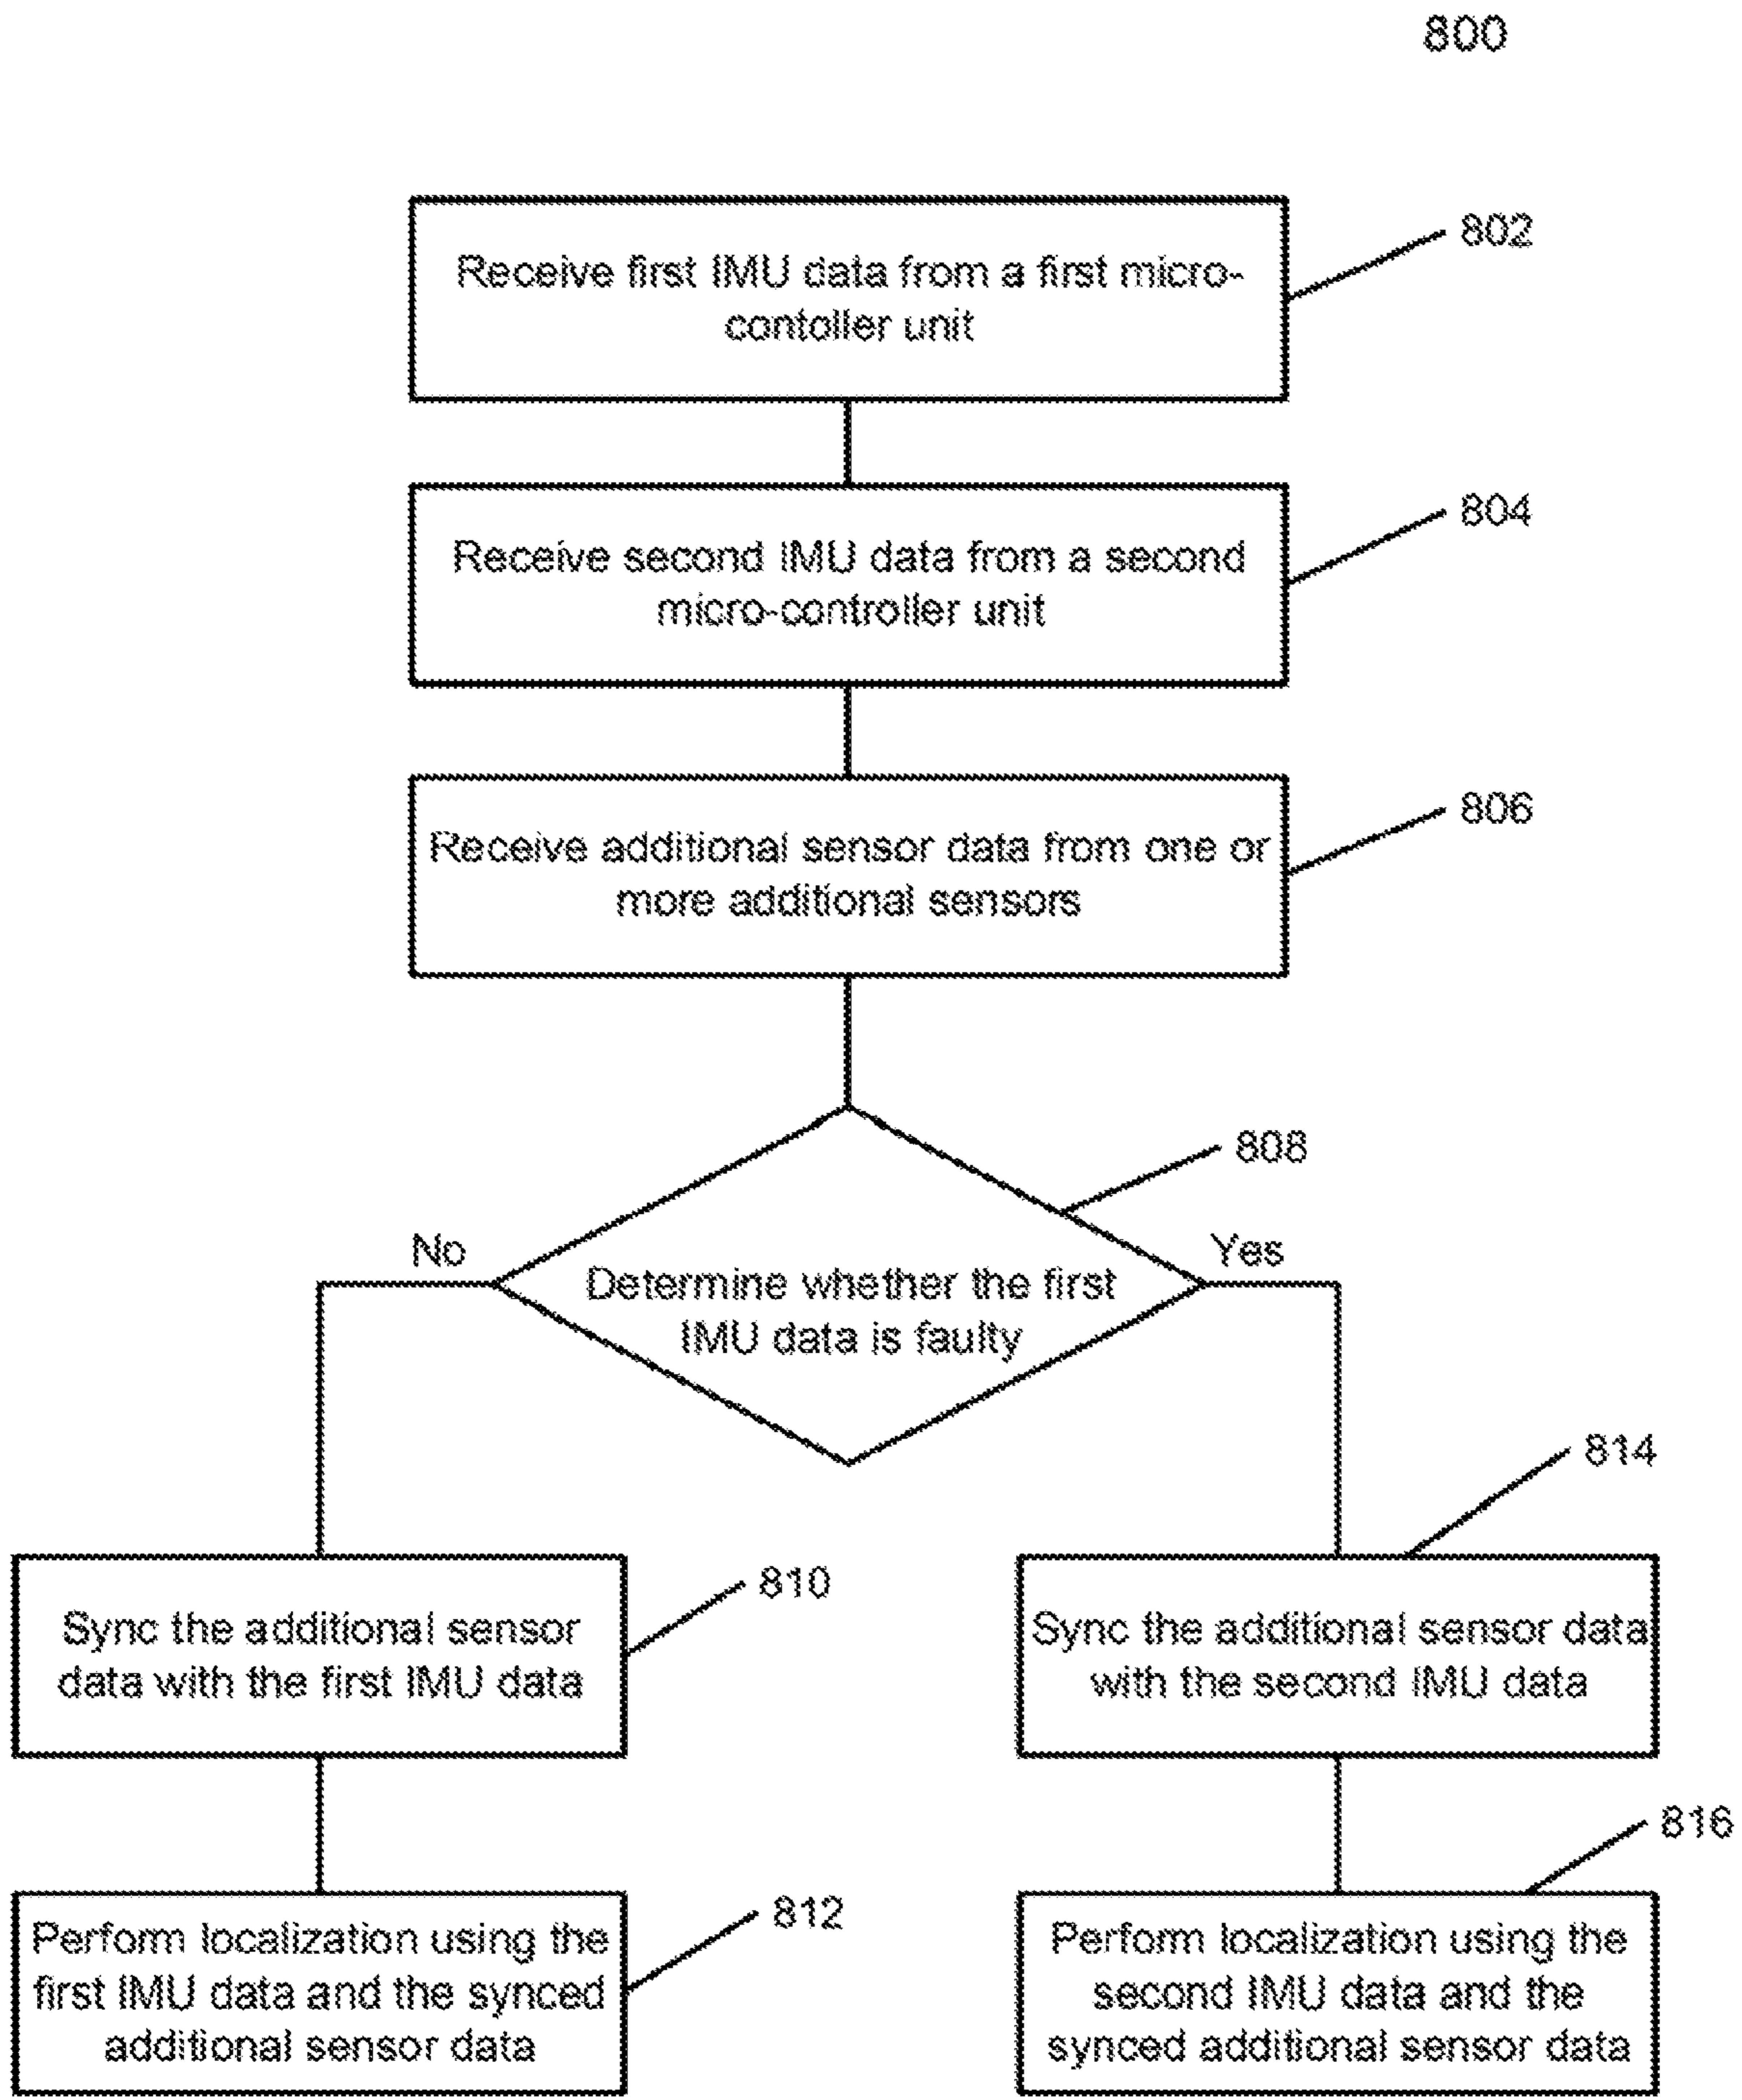 800
Receive first IMU data from a first micro-
contoller unit
802
Receive second IMU data from a second
micro-controller unit
804
Receive additional sensor data from one or
more additional sensors
806
808
No
Yes
Determine whether the first
IMU data is faulty
814
810
Sync the additional sensor
data with the first IMU data
Sync the additional sensor data
with the second IMU data
816
812
Perform localization using the
first IMU data and the synced
additional sensor data
Perform localization using the
second IMU data and the
synced additional sensor data